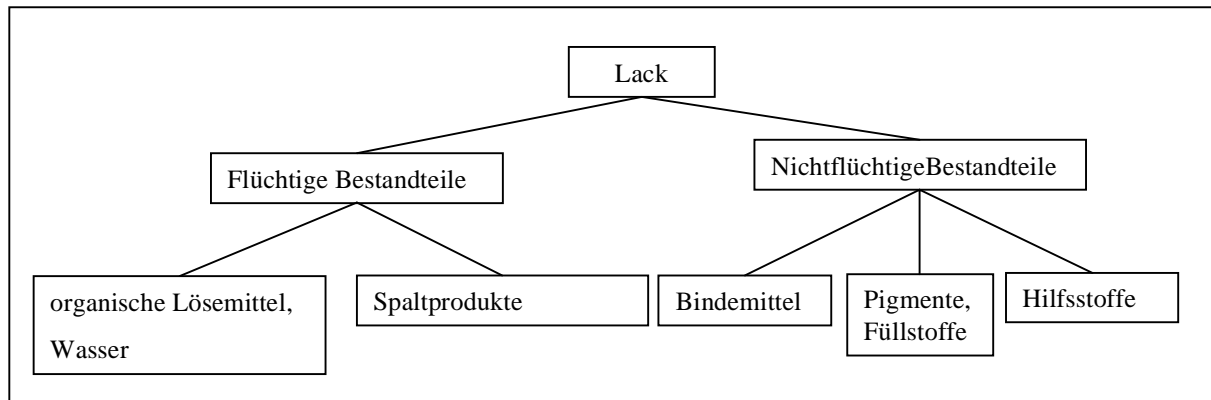 Lack
Flüchtige Bestandteile
NichtflüchtigeBestandteile
organische Lösemittel,
Wasser
Spaltprodukte
Bindemittel
Pigmente,
Füllstoffe
Hilfsstoffe